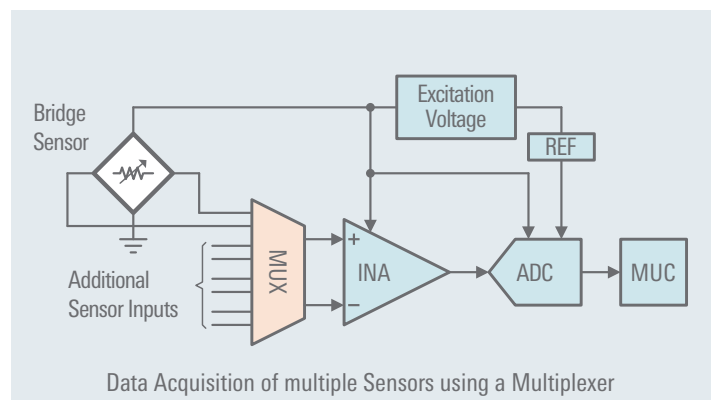 Bridge
Sensor
Excitation
Voltage
REF
MUX
+
INA
−
ADC
MUC
Additional
Sensor Inputs
Data Acquisition of multiple Sensors using a Multiplexer